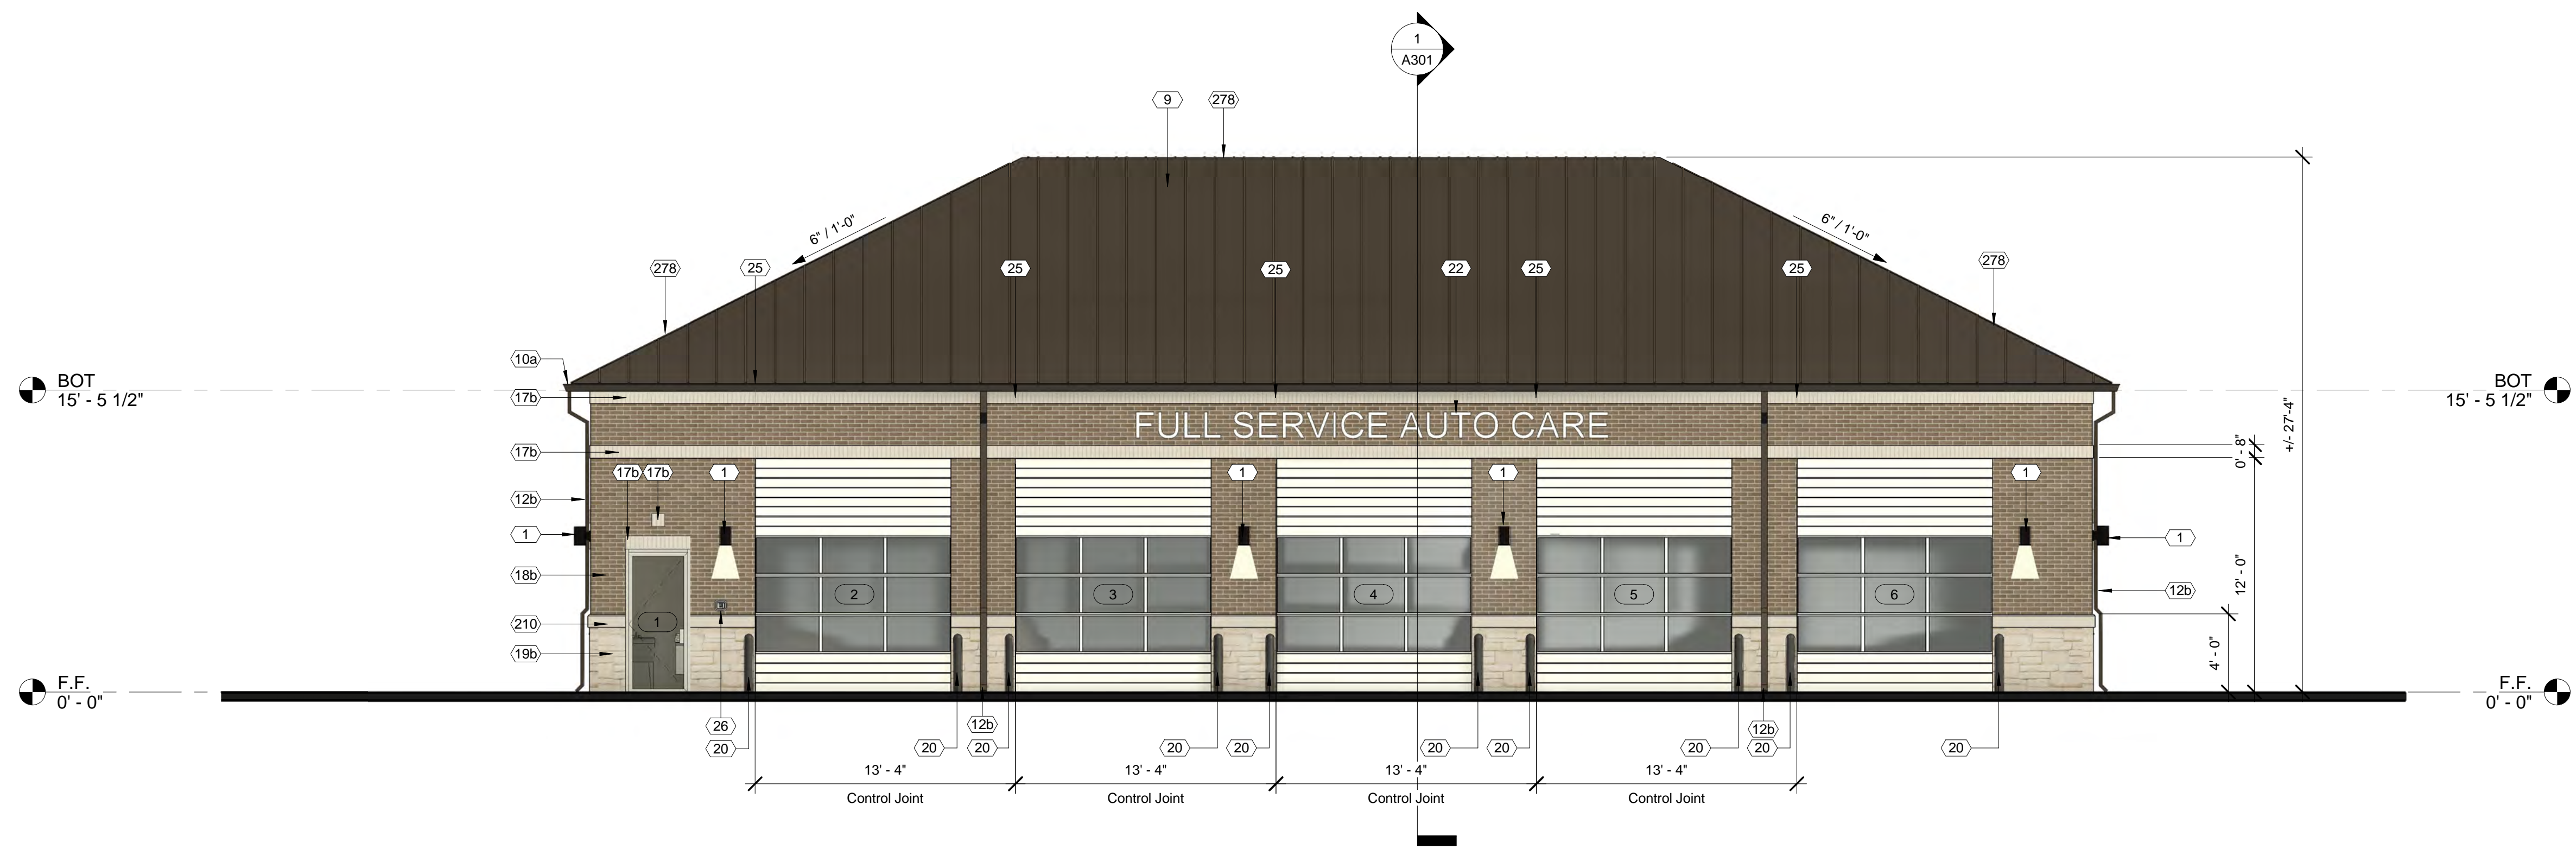 1
A301
9
278
6" / 1'-0"
6" / 1'-0"
278
25
25
25
22
25
25
278
10a
BOT
15' - 5 1/2"
BOT
15' - 5 1/2"
17b
FULL SERVICE AUTO CARE
+/- 27'-4"
0' - 8"
17b
17b
17b
1
1
1
1
12b
1
1
18b
2
3
4
5
6
12b
12' - 0"
210
1
19b
4' - 0"
F.F.
0' - 0"
F.F.
0' - 0"
26
12b
12b
20
20
20
20
20
20
20
20
20
20
13' - 4"
13' - 4"
13' - 4"
13' - 4"
Control Joint
Control Joint
Control Joint
Control Joint